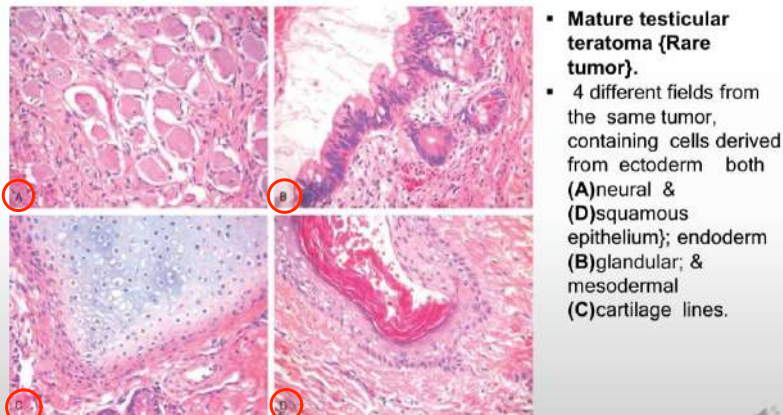 A
B
C
D
▪ Mature testicular
teratoma {Rare
tumor}.
▪ 4 different fields from
the same tumor,
containing cells derived
from ectoderm both
(A)neural &
(D)squamous
epithelium}; endoderm
(B)glandular; &
mesodermal
(C)cartilage lines.